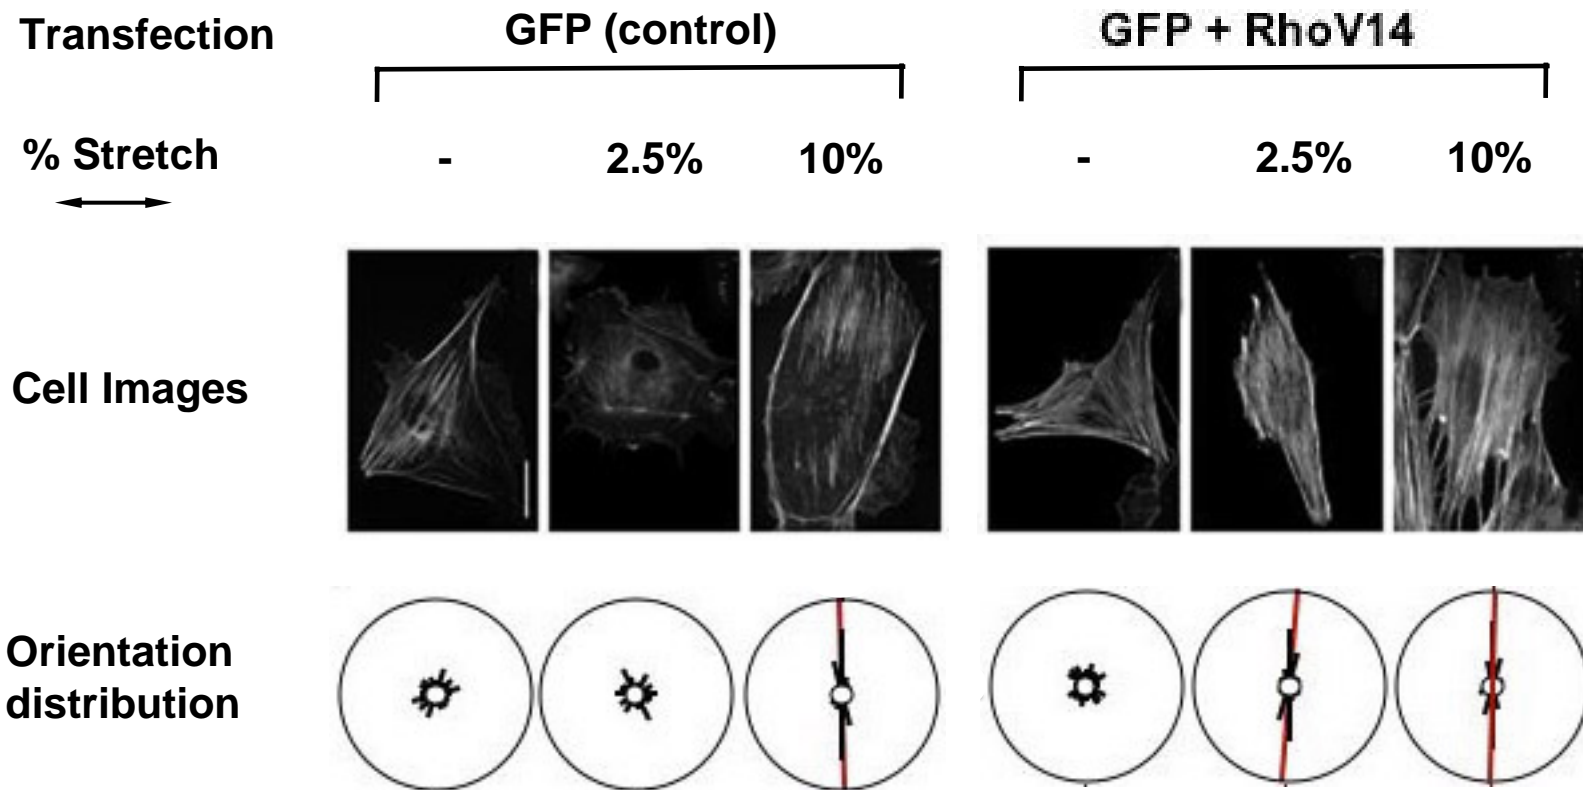 Transfection GFP (control) GFP + RhoV14
% Stretch - 2.5% 10% - 2.5% 10%
Cell Images
Orientation
distribution